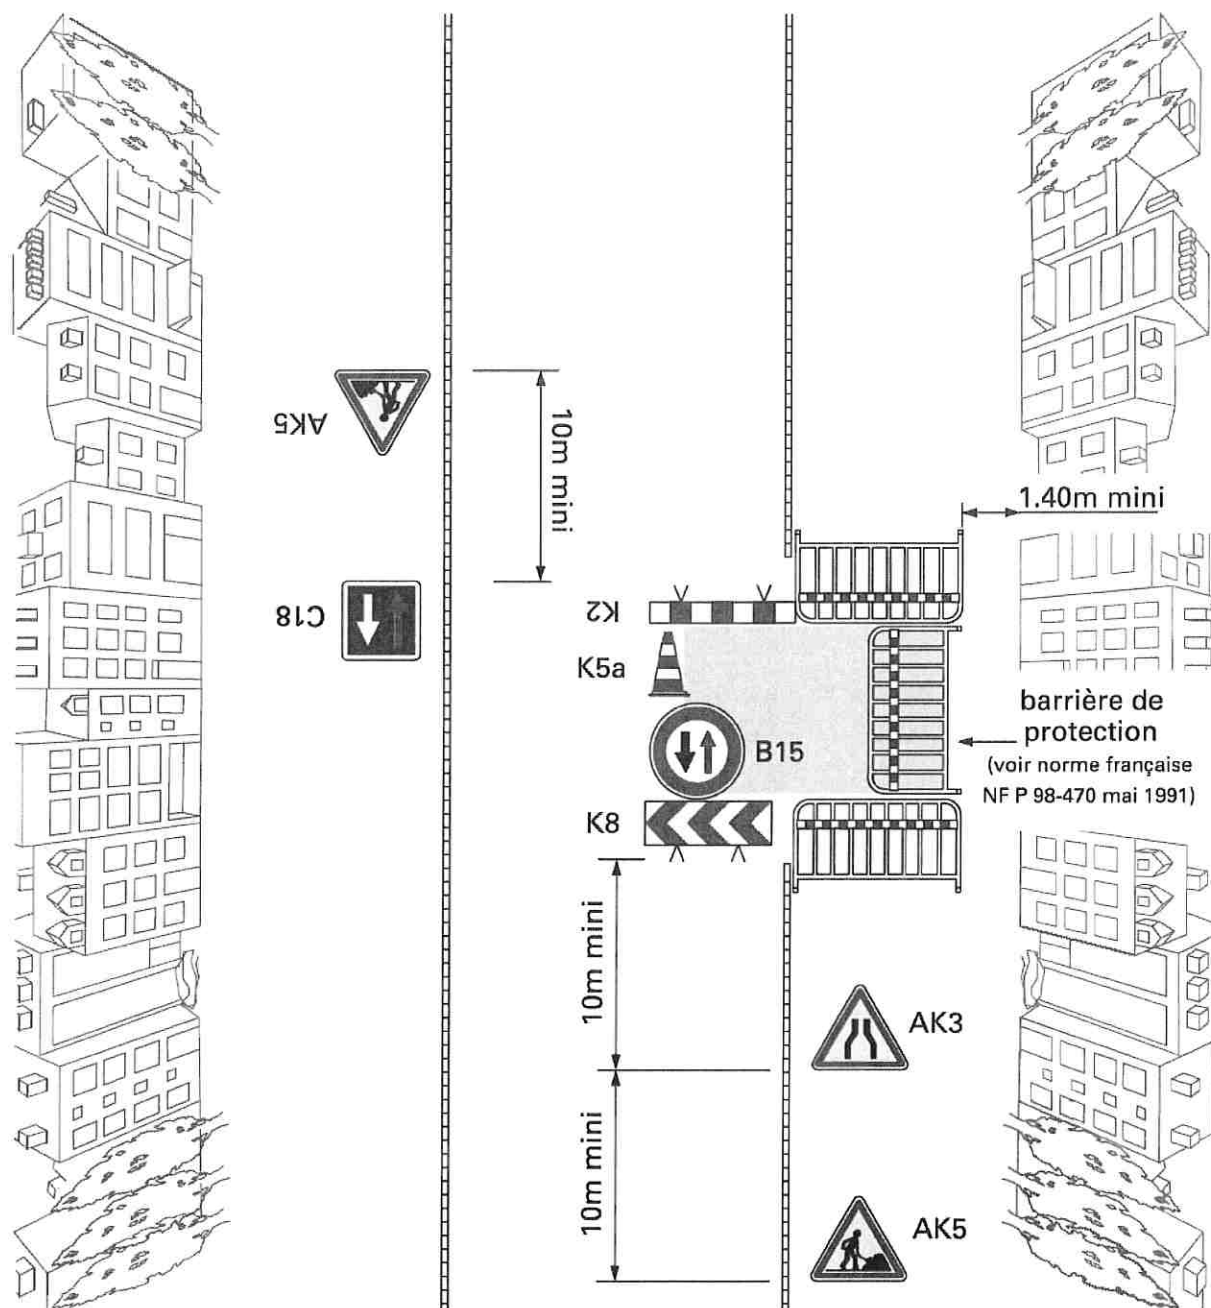 AK5
10m mini
1.40m mini
C18
K2
K5a
barrière de
protection
(voir norme française
NF P 98-470 mai 1991)
B15
K8
10m mini
AK3
10m mini
AK5